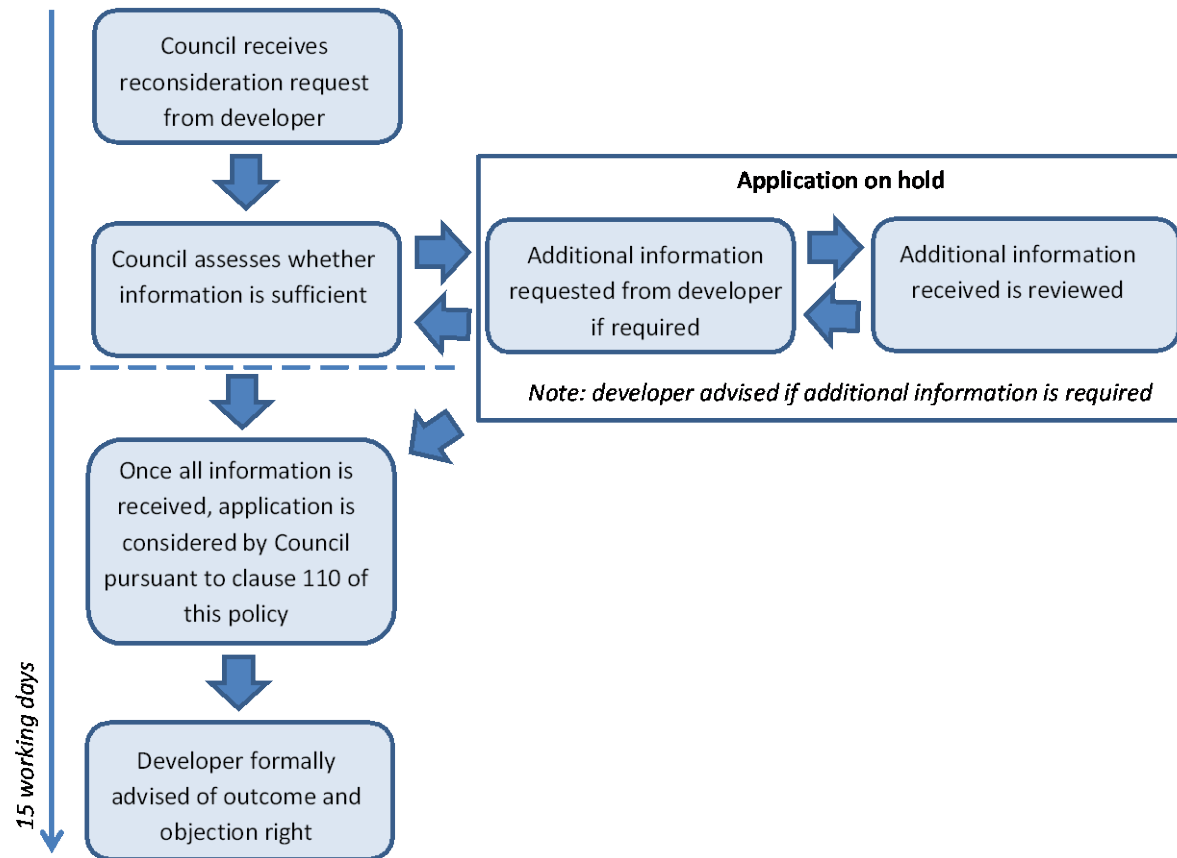 Council receives
reconsideration request
from developer
Application on hold
Council assesses whether
information is sufficient
Additional information
requested from developer
if required
Additional information
received is reviewed
Note: developer advised if additional information is required
Once all information is
received, application is
considered by Council
pursuant to clause 110 of
this policy
Developer formally
advised of outcome and
objection right
15 working days